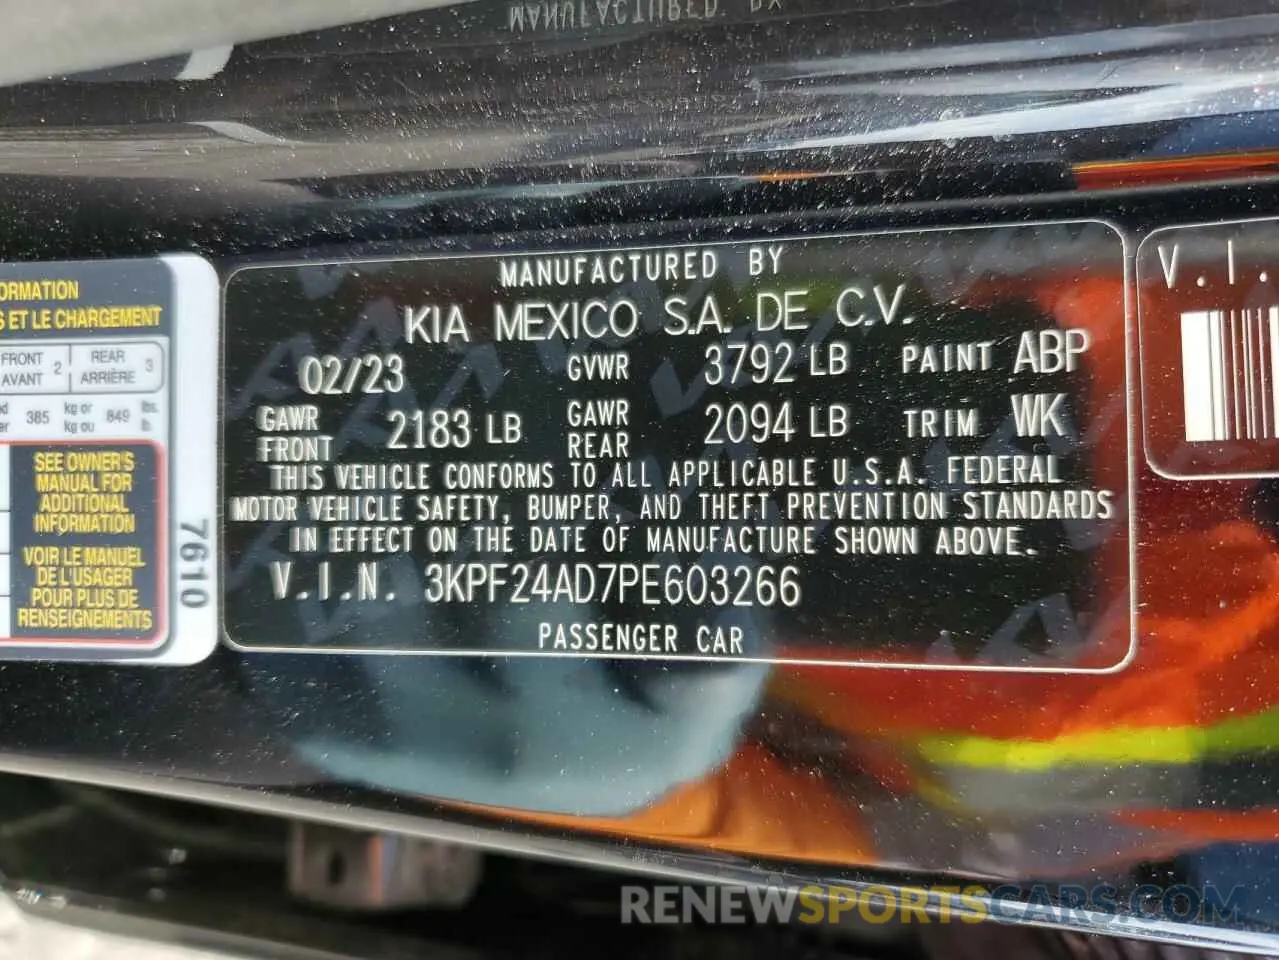 MANUFACTURED BY
ORMATION
S ET LE CHARGEMENT
FRONT 2 REAR 3
AVANT ARRIÈRE
385 kg or 849 lbs.
kg ou lb.
SEE OWNER'S
MANUAL FOR
ADDITIONAL
INFORMATION
VOIR LE MANUEL
DE L'USAGER
POUR PLUS DE
RENSEIGNEMENTS
7610
MANUFACTURED BY
KIA MEXICO S.A. DE C.V.
02/23 GVWR 3792 LB PAINT ABP
GAWR FRONT 2183 LB GAWR REAR 2094 LB TRIM WK
THIS VEHICLE CONFORMS TO ALL APPLICABLE U.S.A. FEDERAL
MOTOR VEHICLE SAFETY, BUMPER, AND THEFT PREVENTION STANDARDS
IN EFFECT ON THE DATE OF MANUFACTURE SHOWN ABOVE.
V.I.N. 3KPF24AD7PE603266
PASSENGER CAR
V.I.
RENEWSPORTSCARS.COM